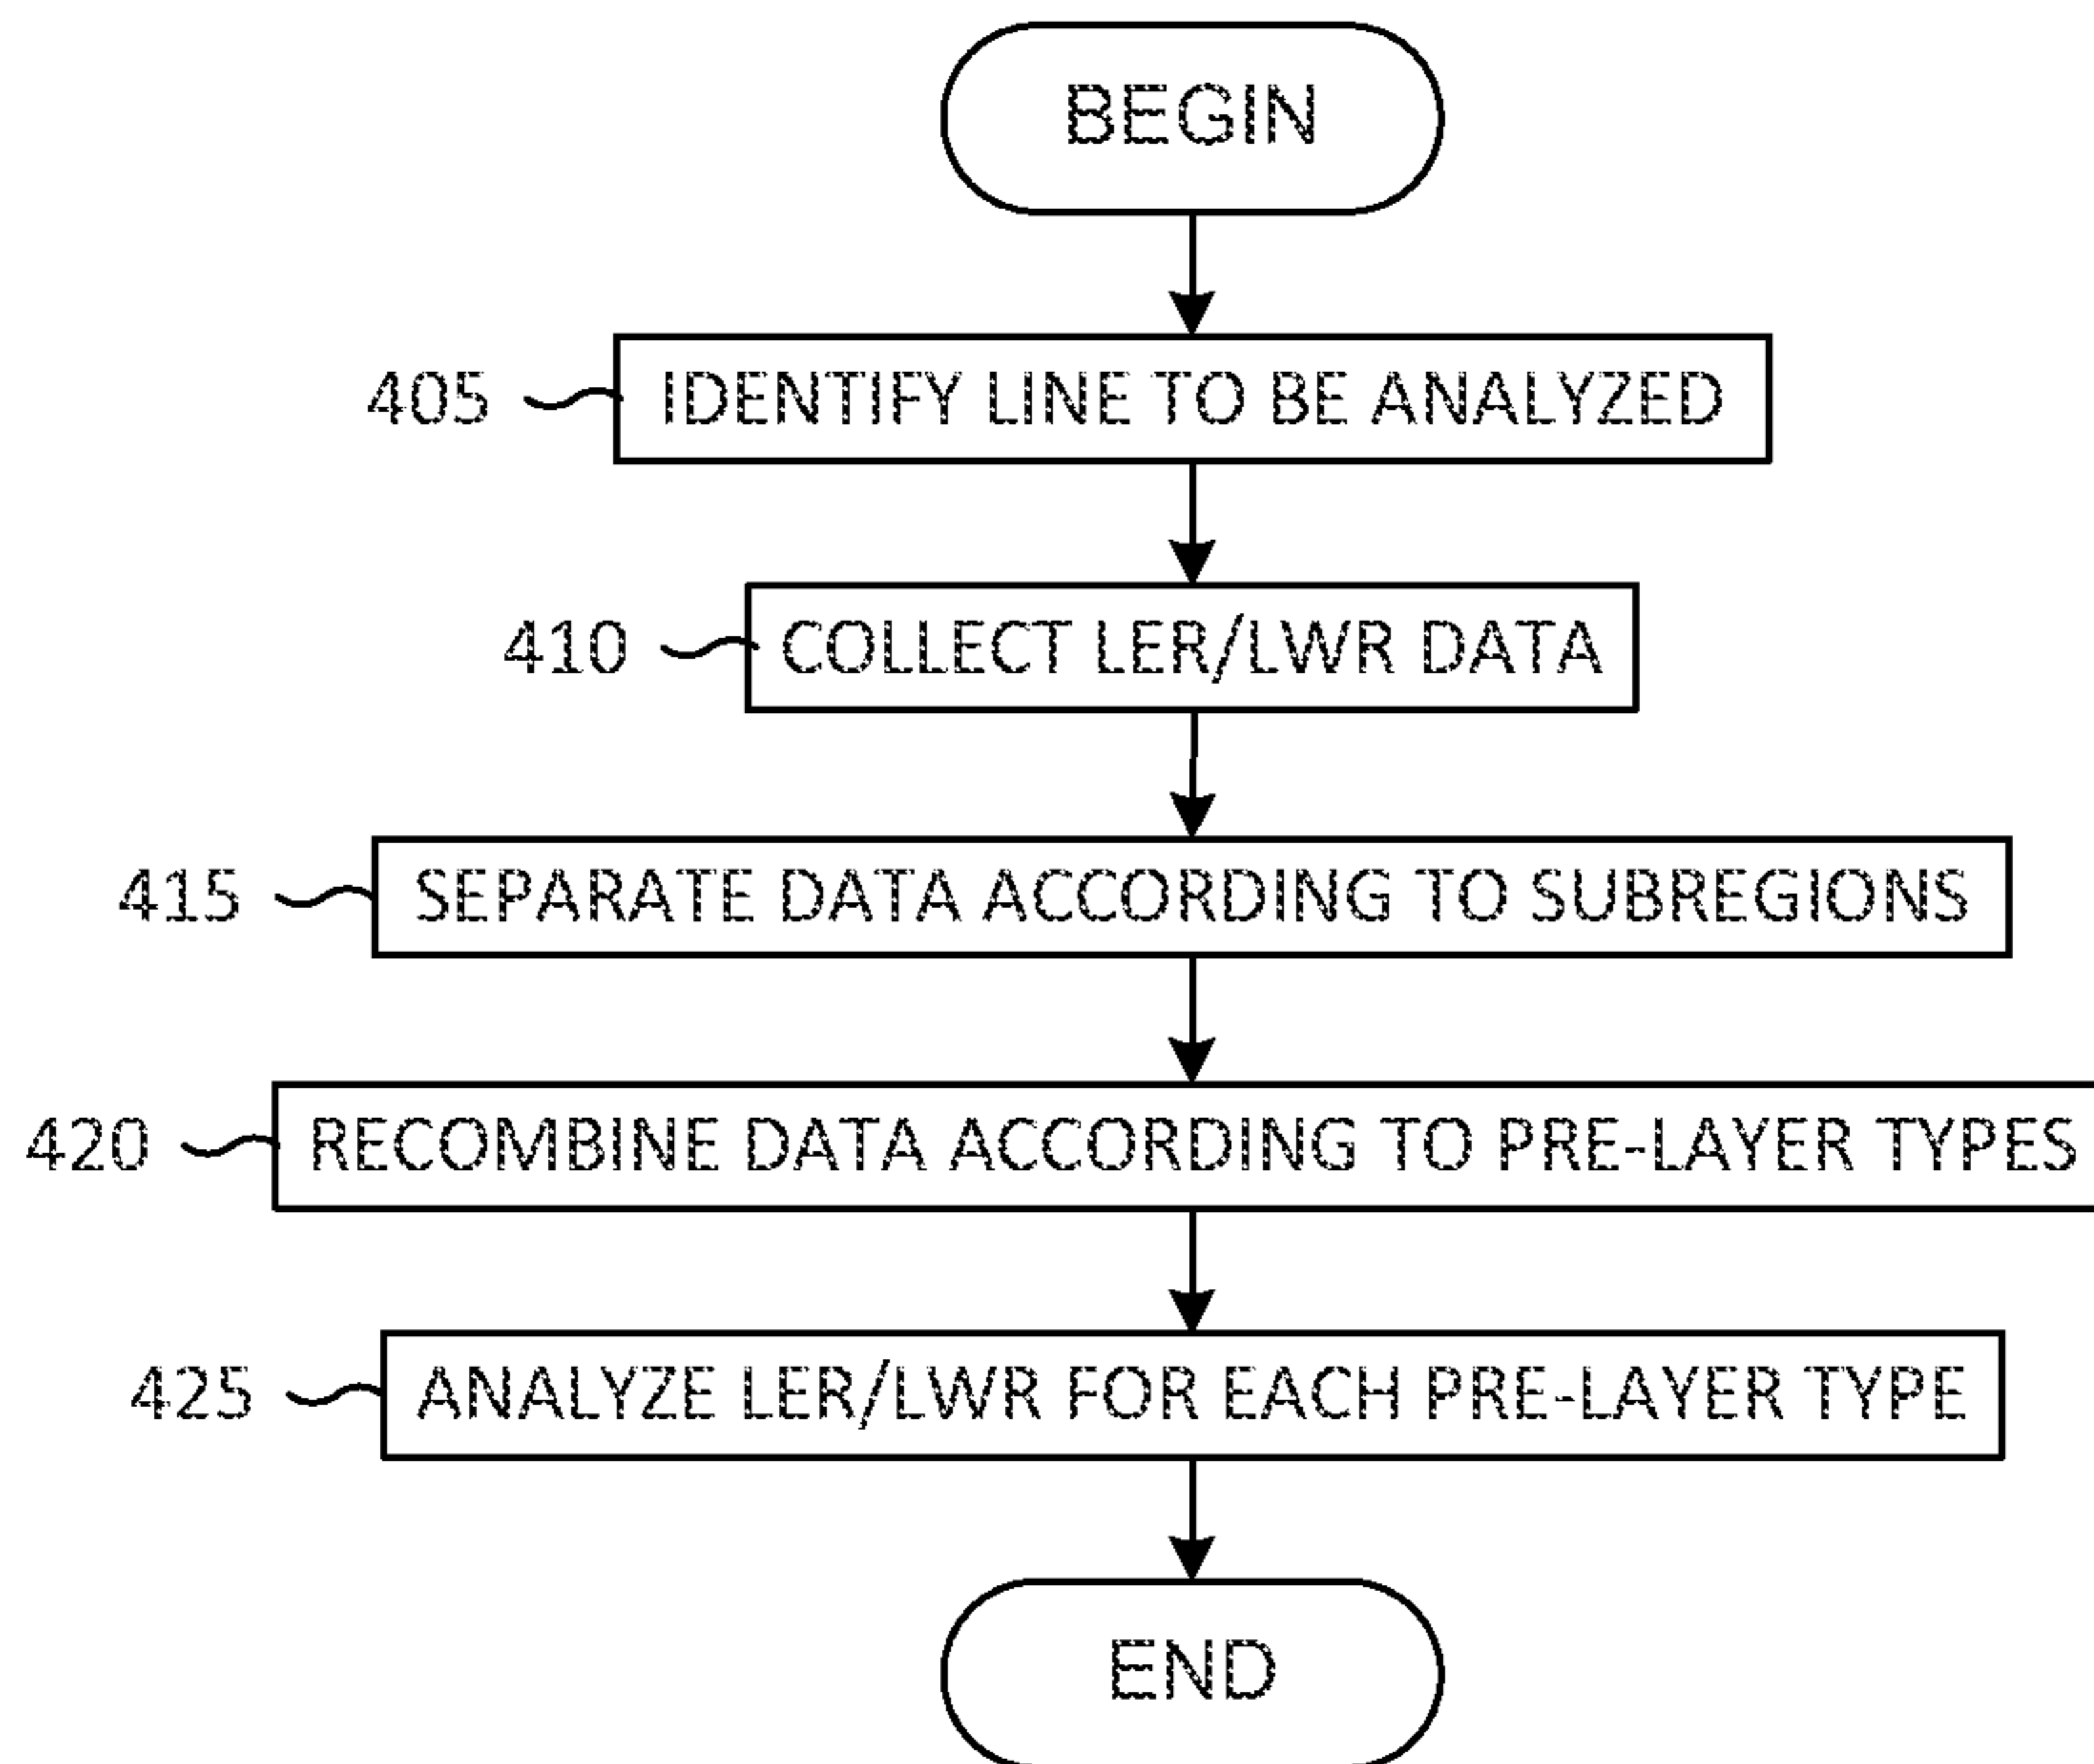 BEGIN
405 IDENTIFY LINE TO BE ANALYZED
410 COLLECT LER/LWR DATA
415 SEPARATE DATA ACCORDING TO SUBREGIONS
420 RECOMBINE DATA ACCORDING TO PRE-LAYER TYPES
425 ANALYZE LER/LWR FOR EACH PRE-LAYER TYPE
END